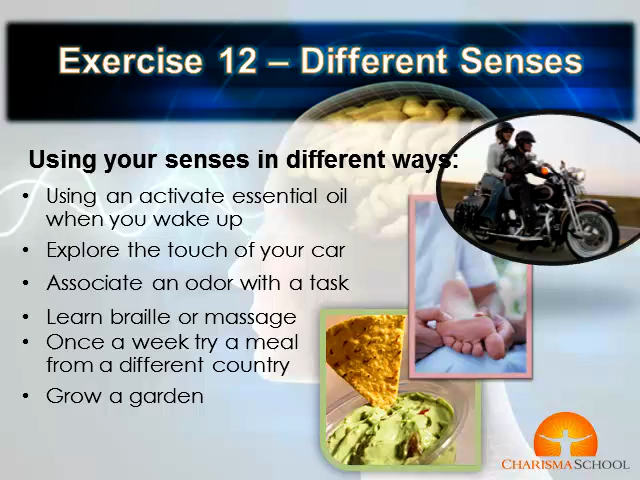 Exercise 12 – Different Senses
Using your senses in different ways:
• Using an activate essential oil
when you wake up
• Explore the touch of your car
• Associate an odor with a task
• Learn braille or massage
• Once a week try a meal
from a different country
• Grow a garden
CHARISMA SCHOOL